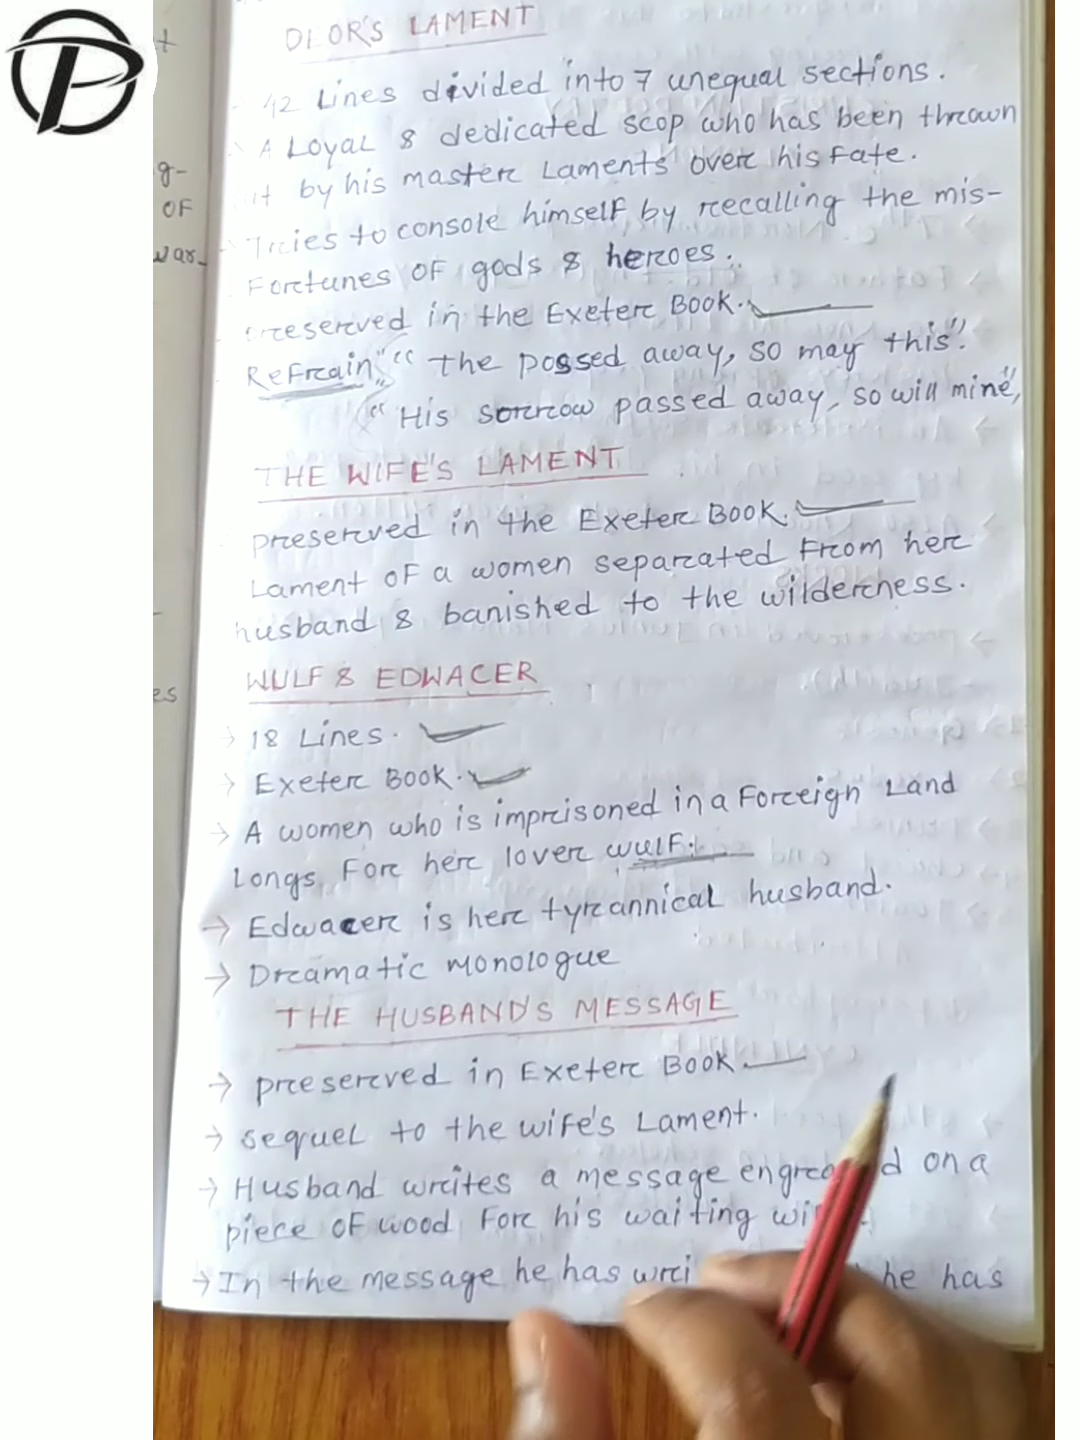 t
g-
OF
war-
es
DEOR'S LAMENT
42 Lines divided into 7 unequal sections.
A Loyal & dedicated scop who has been thrown
it by his master Laments over his Fate.
Tries to console himself by recalling the mis-
Fortunes OF gods & heroes.
preserved in the Exeter Book.
Refrain "" the possed away, so may this".
"His sorrow passed away, so will mine"
THE WIFE'S LAMENT
preserved in the Exeter Book.
Lament OF a women separated From her
husband & banished to the wilderness.
WULF & EDWACER
→ 18 Lines.
→ Exeter Book.
→ A women who is imprisoned in a Foreign Land
Longs For her lover wulf.
→ Edwacer is her tyrannical husband.
→ Dramatic Monologue
THE HUSBAND'S MESSAGE
→ preserved in Exeter Book.
→ sequel to the wife's Lament.
→ Husband writes a message engra d on a
piece OF wood For his waiting wi
→ In the message he has wri he has